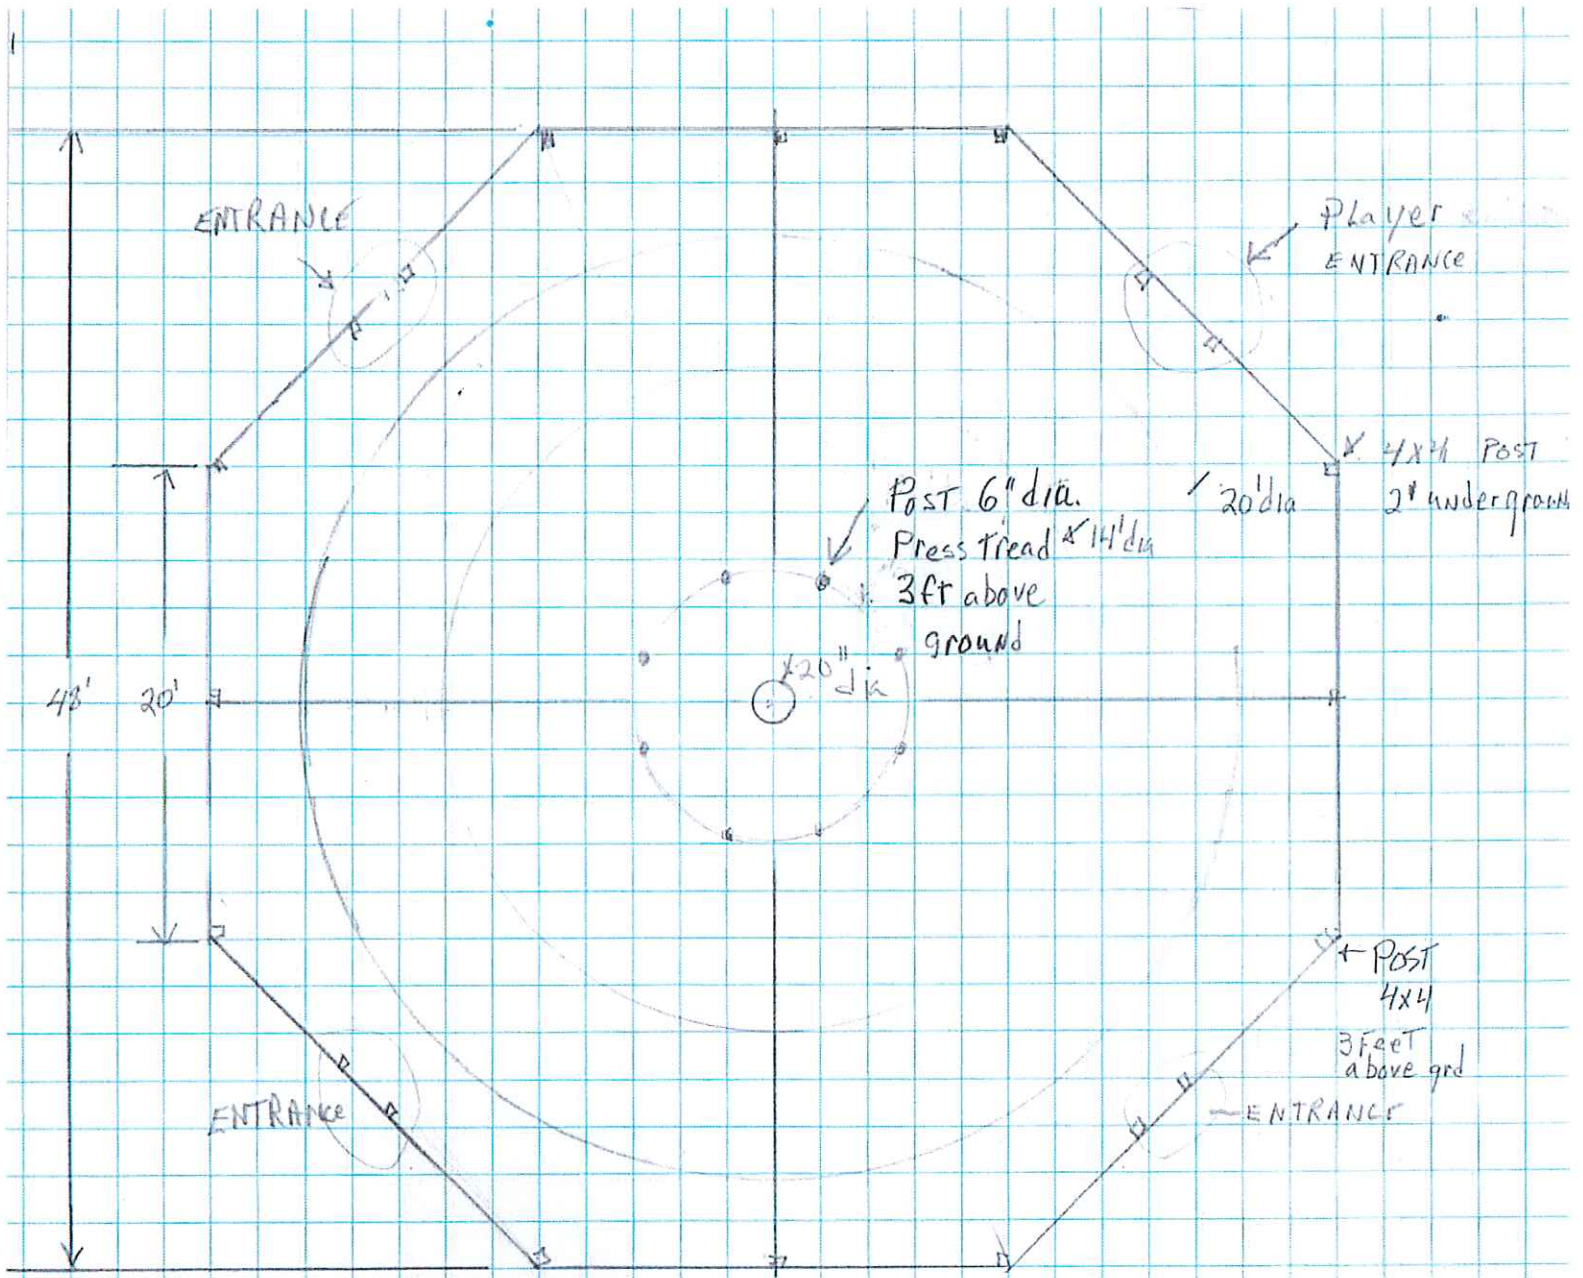 ENTRANCE
Player
ENTRANCE
4x4 POST
2' underground
20' dia
Post 6" dia.
Press Tread
14' dia
3ft above
ground
20" dia
48'
20'
POST
4x4
3 Feet
above grd
ENTRANCE
ENTRANCE